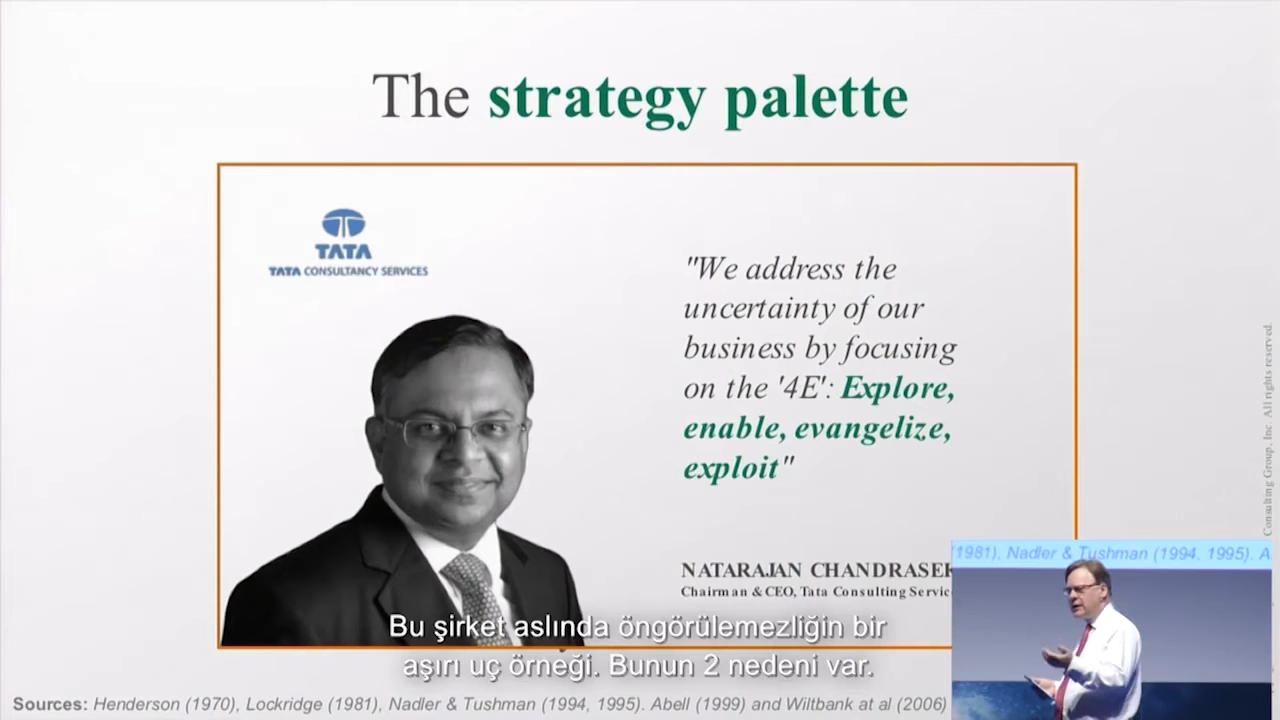 The strategy palette
TATA
TATA CONSULTANCY SERVICES
"We address the
uncertainty of our
business by focusing
on the '4E': Explore,
enable, evangelize,
exploit"
NATARAJAN
Chairman & CEO, Tata Consulting
Bu şirket aslında öngörülemezliğin bir
aşırı uç örneği. Bunun 2 nedeni var.
Sources: Henderson (1970), Lockridge (1981), Nadler & Tushman (1994, 1995). Abell (1999) and Wiltbank at al (2006)
(1981), Nadler & Tushman (1994. 1995). A
Consulting Group, Inc. All rights reserved.